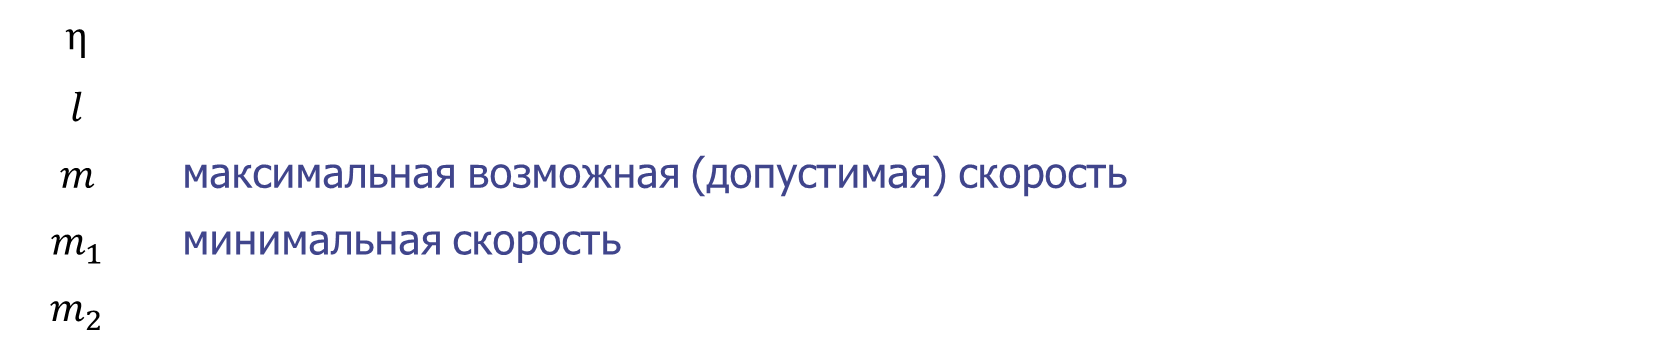 η
l
m максимальная возможная (допустимая) скорость
m₁ минимальная скорость
m₂